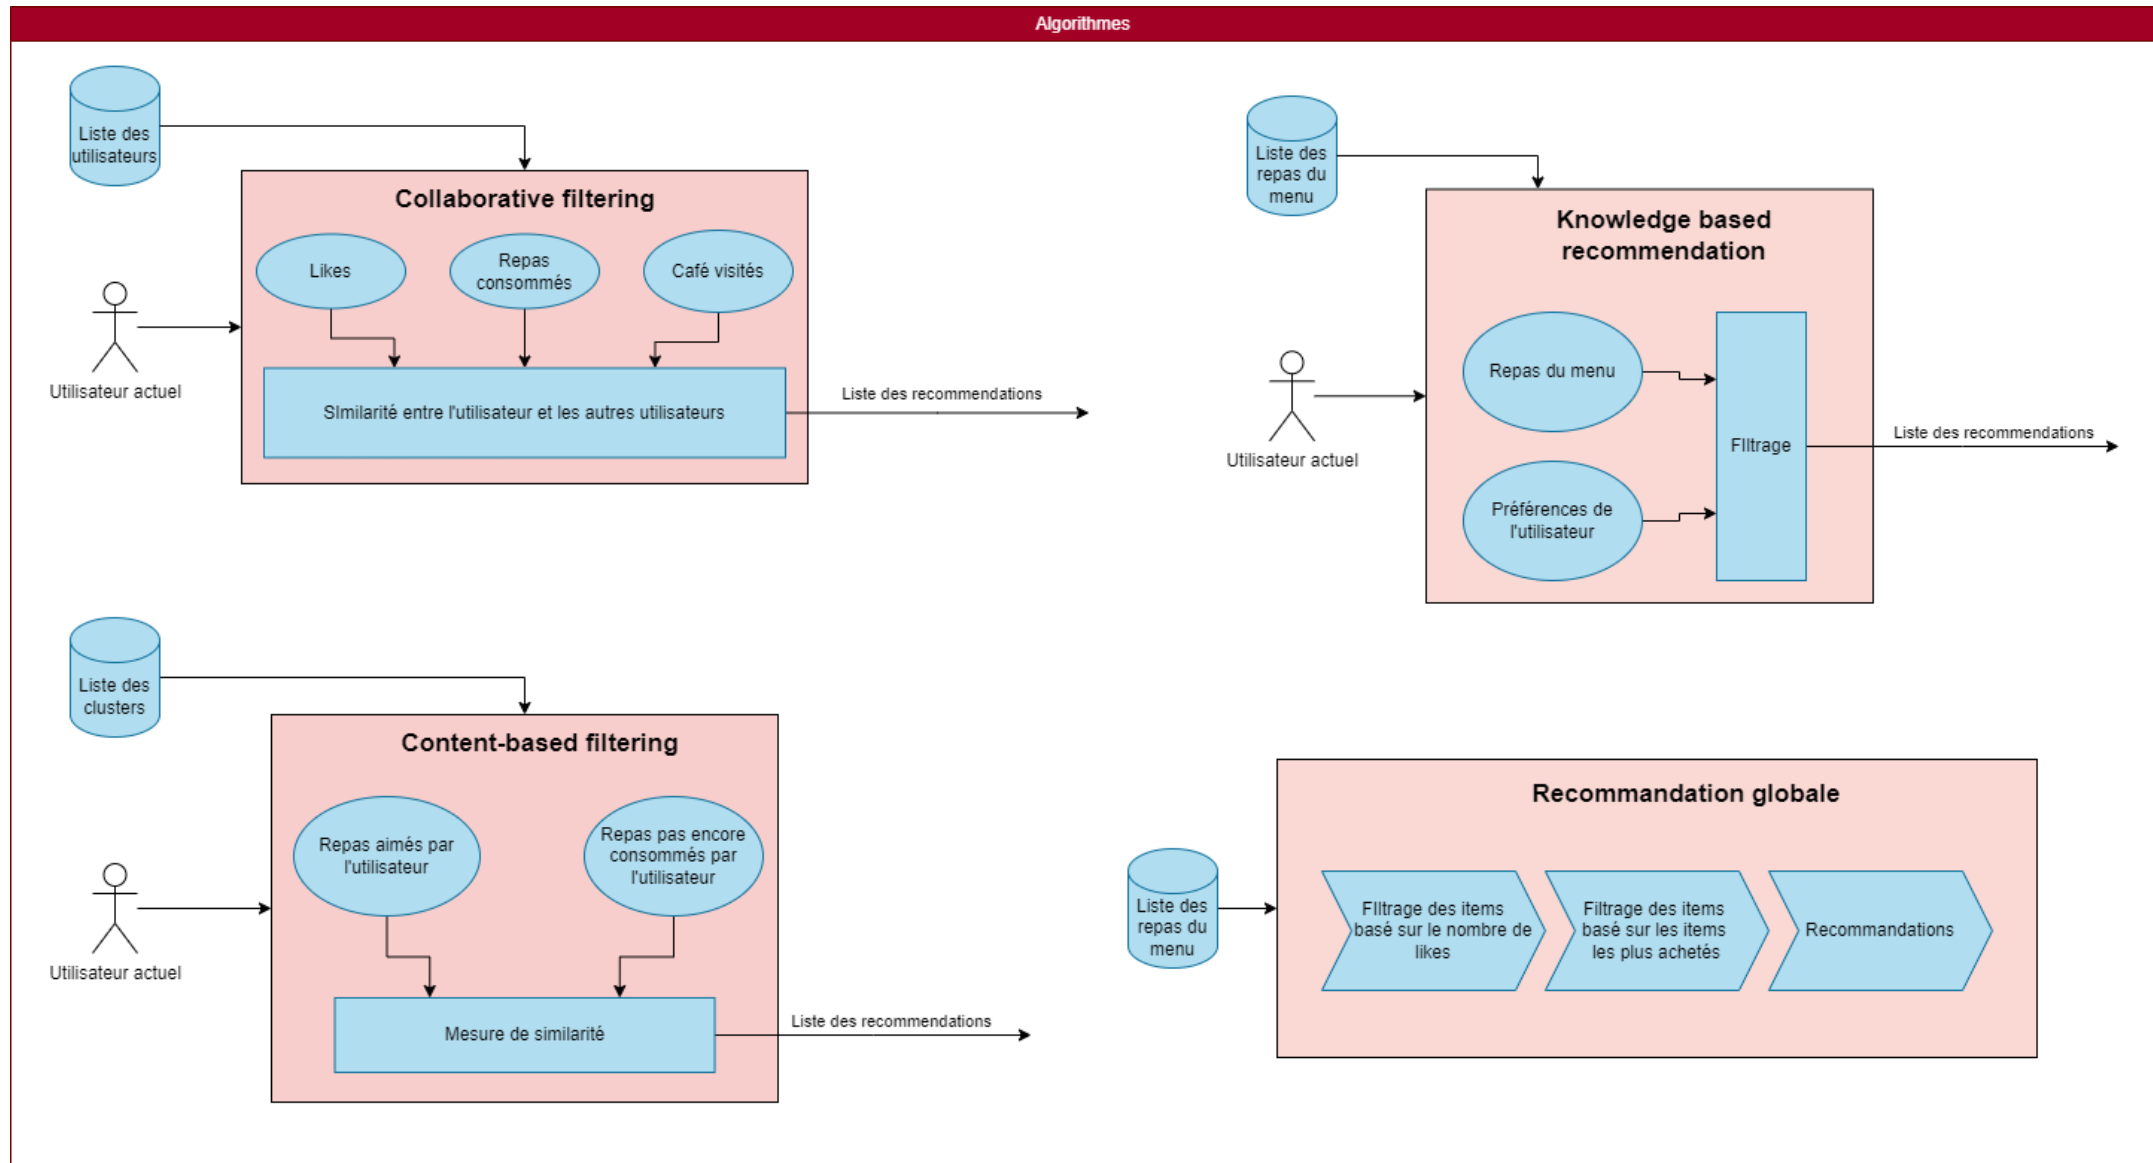 Algorithmes
Liste des
utilisateurs
Collaborative filtering
Likes
Repas
consommés
Café visités
Utilisateur actuel
SImilarité entre l'utilisateur et les autres utilisateurs
Liste des recommendations
Liste des
repas du
menu
Knowledge based
recommendation
Repas du menu
Préférences de
l'utilisateur
FIltrage
Utilisateur actuel
Liste des recommendations
Liste des
clusters
Content-based filtering
Repas aimés par
l'utilisateur
Repas pas encore
consommés par
l'utilisateur
Utilisateur actuel
Mesure de similarité
Liste des recommendations
Liste des
repas du
menu
Recommandation globale
FIltrage des items
basé sur le nombre de
likes
Filtrage des items
basé sur les items
les plus achetés
Recommandations